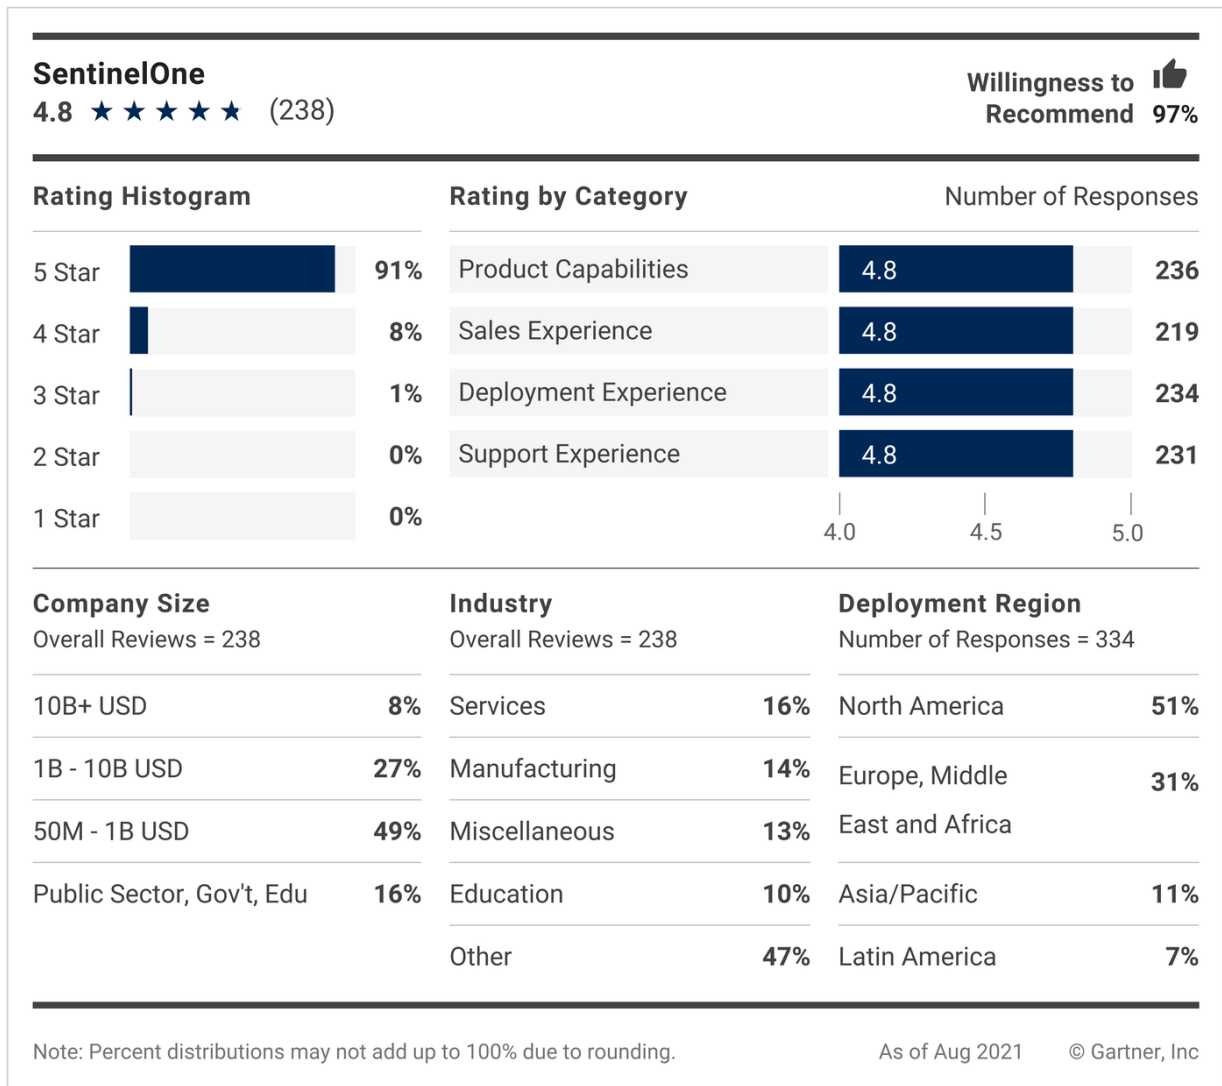 SentinelOne
4.8 ★ ★ ★ ★ ★ (238)
Willingness to
Recommend 97%
Rating Histogram
5 Star 91%
4 Star 8%
3 Star 1%
2 Star 0%
1 Star 0%
Rating by Category Number of Responses
Product Capabilities 4.8 236
Sales Experience 4.8 219
Deployment Experience 4.8 234
Support Experience 4.8 231
4.0 4.5 5.0
Company Size
Overall Reviews = 238
10B+ USD 8%
1B - 10B USD 27%
50M - 1B USD 49%
Public Sector, Gov't, Edu 16%
Industry
Overall Reviews = 238
Services 16%
Manufacturing 14%
Miscellaneous 13%
Education 10%
Other 47%
Deployment Region
Number of Responses = 334
North America 51%
Europe, Middle 31%
East and Africa
Asia/Pacific 11%
Latin America 7%
Note: Percent distributions may not add up to 100% due to rounding. As of Aug 2021 © Gartner, Inc